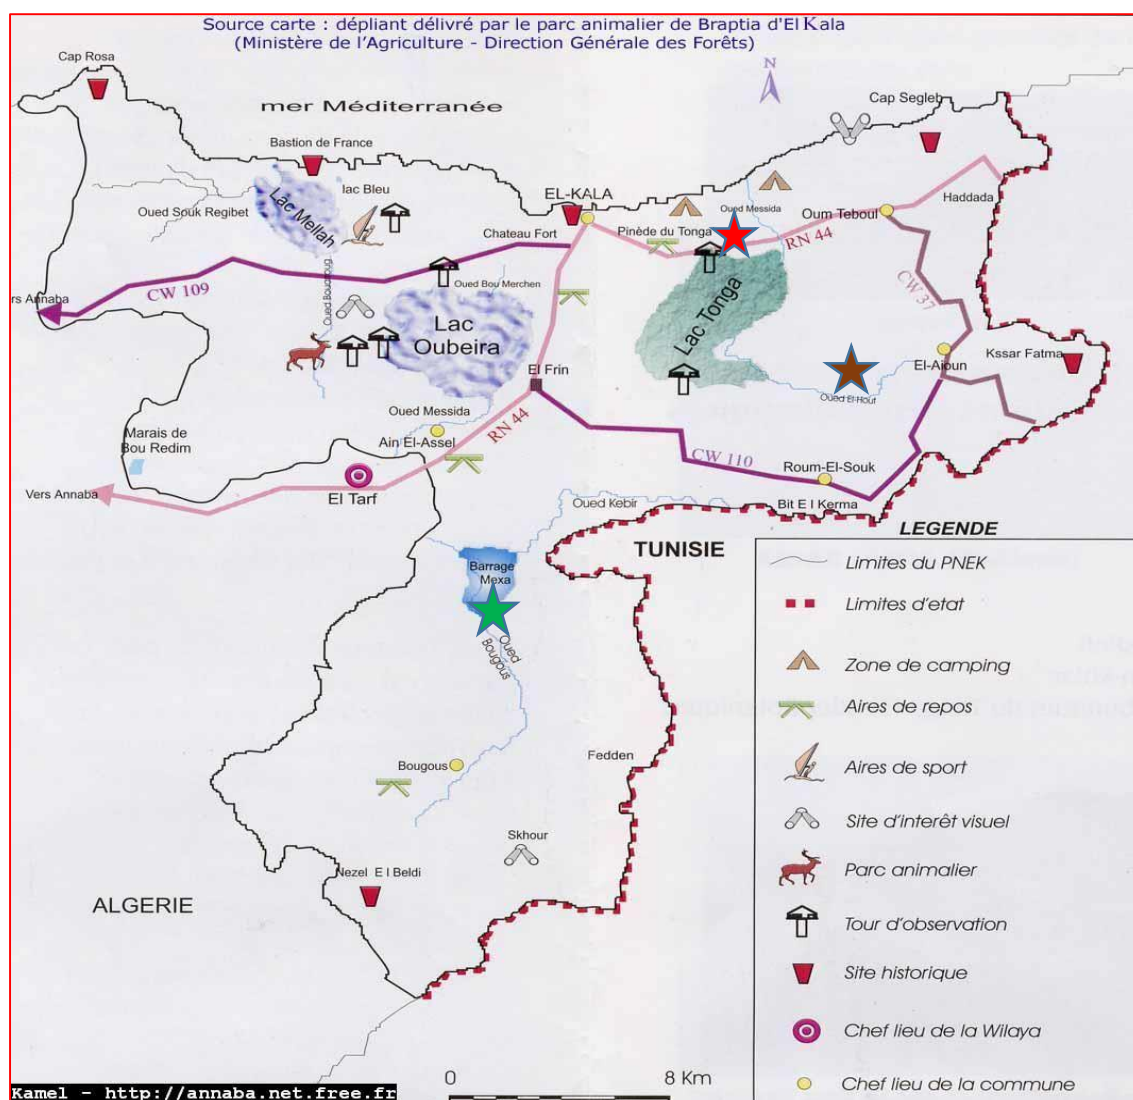 Source carte : dépliant délivré par le parc animalier de Braptia d'El Kala
(Ministère de l'Agriculture - Direction Générale des Forêts)
Cap Rosa
N
mer Méditerranée
Cap Segleb
Bastion de France
lac Bleu
Lac Mellah
Oued Souk Regibet
EL-KALA
Oued Messida
Haddada
Oum Teboul
Chateau Fort
Pinède du Tonga
RN 44
CW 109
Oued Bou Merchen
Oued Boudroug
CW 37
Vers Annaba
Lac
Oubeira
Lac Tonga
El Frin
El-Aioun
Kssar Fatma
Oued El-Hout
Oued Messida
Ain El-Assel
RN 44
Marais de
Bou Redim
CW 110
Roum-El-Souk
Vers Annaba
El Tarf
Oued Kebir
Bit E l Kerma
TUNISIE
Barrage
Mexa
Oued
Bougous
Fedden
Bougous
Skhour
Nezel E l Beldi
ALGERIE
LEGENDE
Limites du PNEK
Limites d'etat
Zone de camping
Aires de repos
Aires de sport
Site d'interêt visuel
Parc animalier
Tour d'observation
Site historique
Chef lieu de la Wilaya
Chef lieu de la commune
0 8 Km
Kamel - http://annaba.net.free.fr